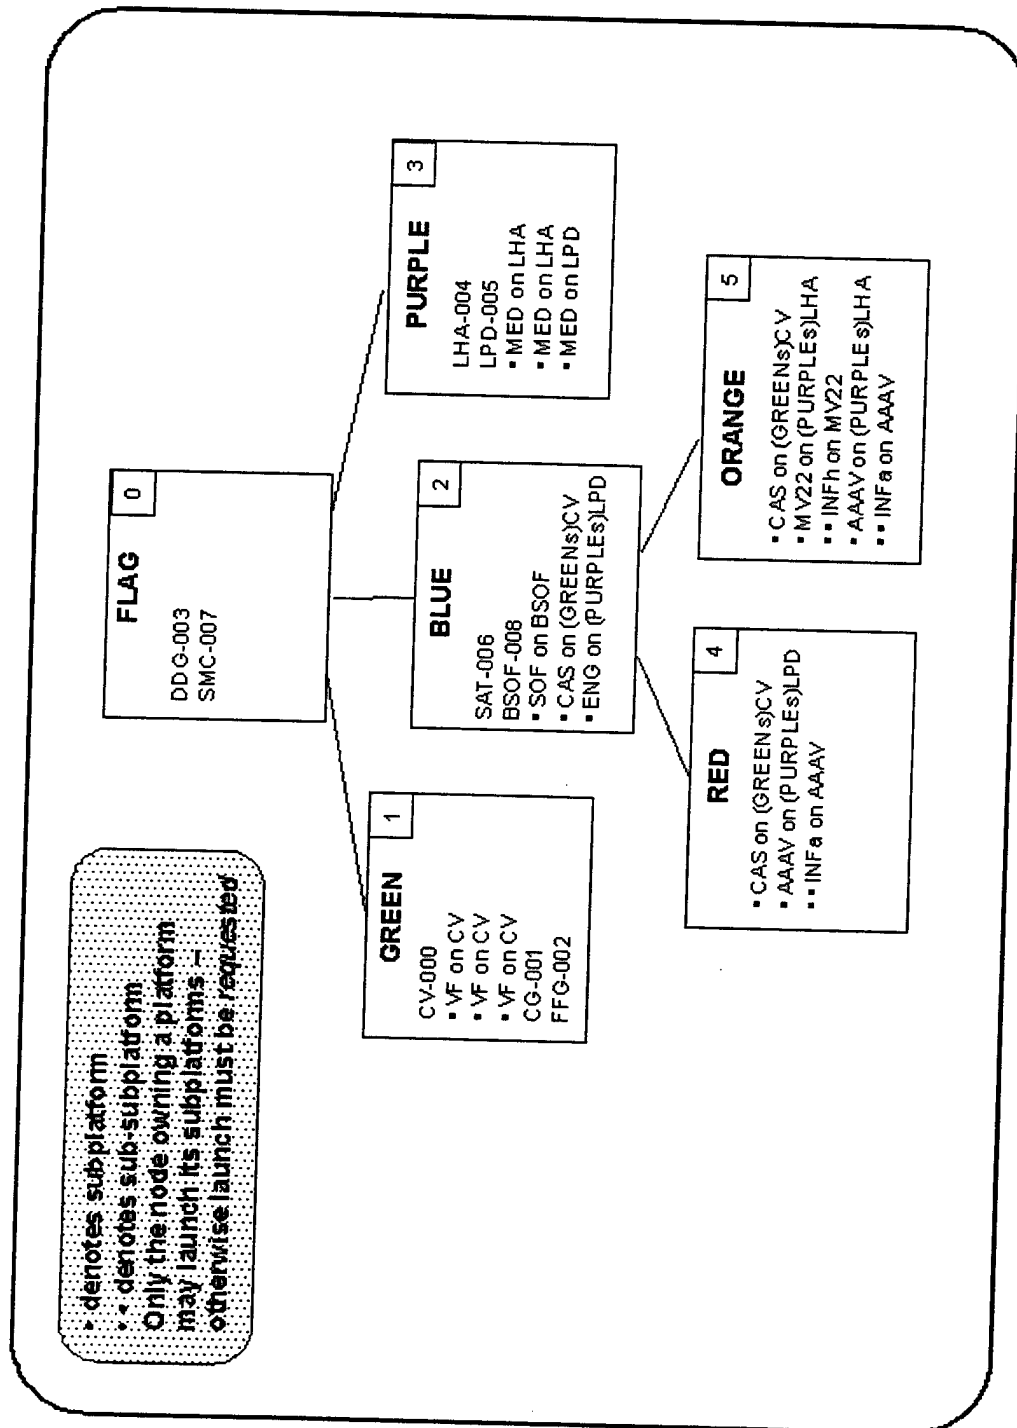 • denotes subplatform
• • denotes sub-subplatform
Only the node owning a platform
may launch its subplatforms –
otherwise launch must be requested
FLAG
0
DDG-003
SMC-007
GREEN
1
CV-000
▪ VF on CV
▪ VF on CV
▪ VF on CV
CG-001
FFG-002
BLUE
2
SAT-006
BSOF-008
▪ SOF on BSOF
▪ CAS on (GREENs)CV
▪ ENG on (PURPLEs)LPD
PURPLE
3
LHA-004
LPD-005
▪ MED on LHA
▪ MED on LHA
▪ MED on LPD
RED
4
▪ CAS on (GREENs)CV
▪ AAAV on (PURPLEs)LPD
▪▪ INFa on AAAV
ORANGE
5
▪ CAS on (GREENs)CV
▪ MV22 on (PURPLEs)LHA
▪▪ INFh on MV22
▪ AAAV on (PURPLEs)LHA
▪▪ INFa on AAAV